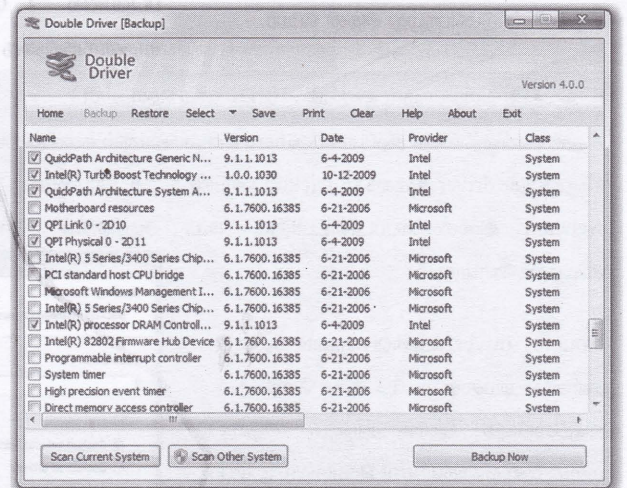 Double Driver [Backup]
Double
Driver
Version 4.0.0
Home Backup Restore Select Save Print Clear Help About Exit
Name Version Date Provider Class
QuickPath Architecture Generic N... 9.1.1.1013 6-4-2009 Intel System
Intel(R) Turbo Boost Technology ... 1.0.0.1030 10-12-2009 Intel System
QuickPath Architecture System A... 9.1.1.1013 6-4-2009 Intel System
Motherboard resources 6.1.7600.16385 6-21-2006 Microsoft System
QPI Link 0 - 2D10 9.1.1.1013 6-4-2009 Intel System
QPI Physical 0 - 2D11 9.1.1.1013 6-4-2009 Intel System
Intel(R) 5 Series/3400 Series Chip... 6.1.7600.16385 6-21-2006 Microsoft System
PCI standard host CPU bridge 6.1.7600.16385 6-21-2006 Microsoft System
Microsoft Windows Management I... 6.1.7600.16385 6-21-2006 Microsoft System
Intel(R) 5 Series/3400 Series Chip... 6.1.7600.16385 6-21-2006 Microsoft System
Intel(R) processor DRAM Controll... 9.1.1.1013 6-4-2009 Intel System
Intel(R) 82802 Firmware Hub Device 6.1.7600.16385 6-21-2006 Microsoft System
Programmable interrupt controller 6.1.7600.16385 6-21-2006 Microsoft System
System timer 6.1.7600.16385 6-21-2006 Microsoft System
High precision event timer 6.1.7600.16385 6-21-2006 Microsoft System
Direct memory access controller 6.1.7600.16385 6-21-2006 Microsoft System
Scan Current System Scan Other System Backup Now